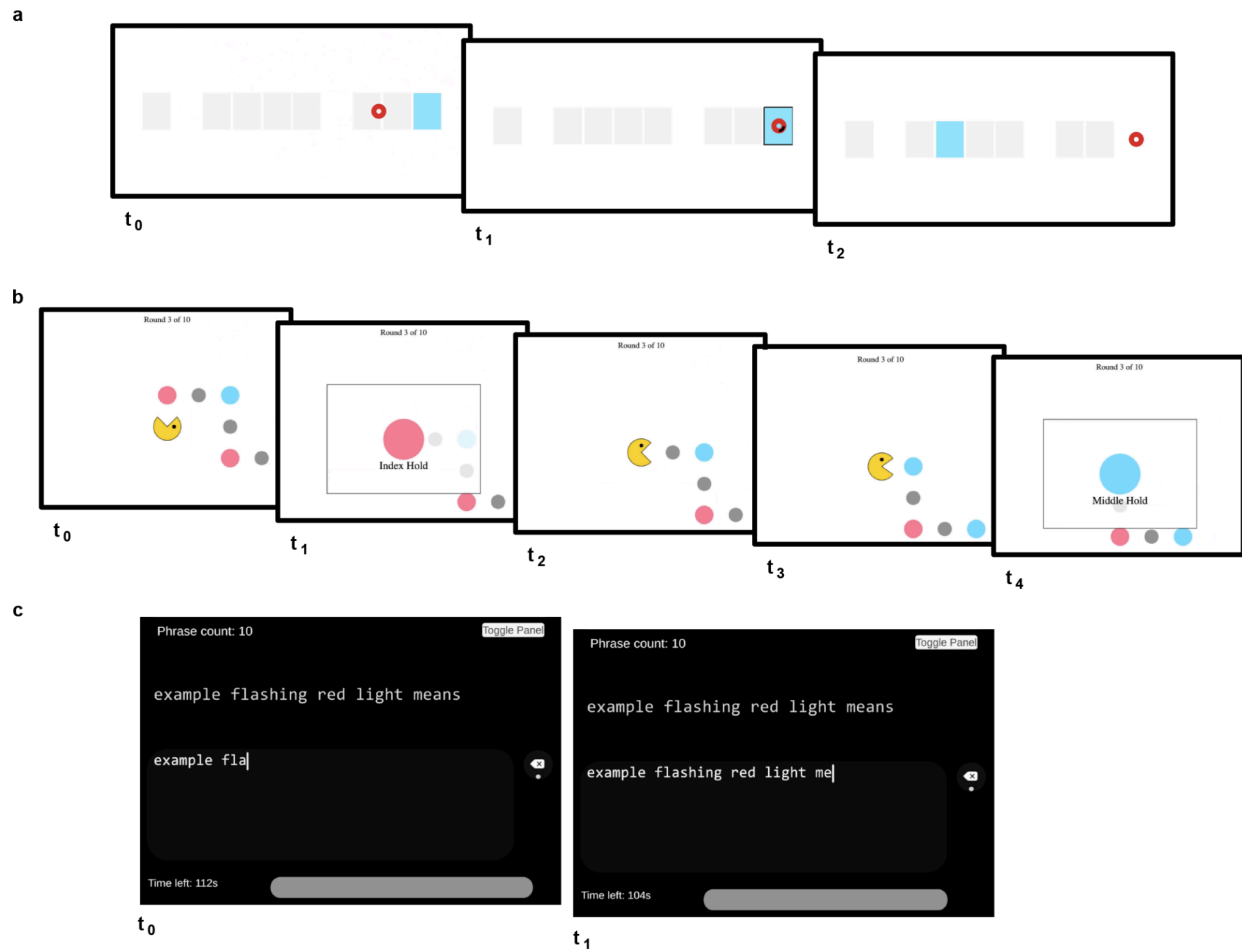 a
t0
t1
t2
b
Round 3 of 10
Round 3 of 10
Index Hold
Round 3 of 10
Round 3 of 10
Round 3 of 10
Middle Hold
t0
t1
t2
t3
t4
c
Phrase count: 10
Toggle Panel
example flashing red light means
example fla
Time left: 112s
t0
Phrase count: 10
Toggle Panel
example flashing red light means
example flashing red light me
Time left: 104s
t1